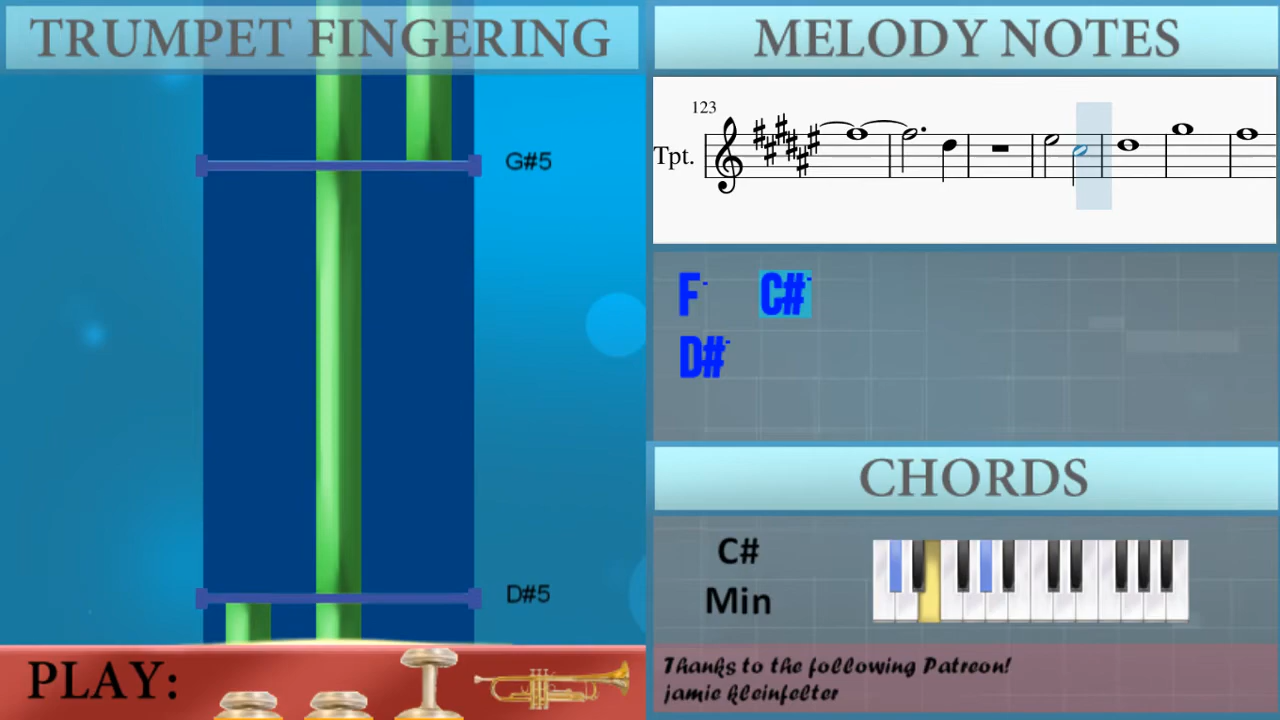 TRUMPET FINGERING
MELODY NOTES
123
Tpt.
G#5
F-
C#-
D#-
D#5
CHORDS
C#
Min
PLAY:
Thanks to the following Patreon!
jamie kleinfelter